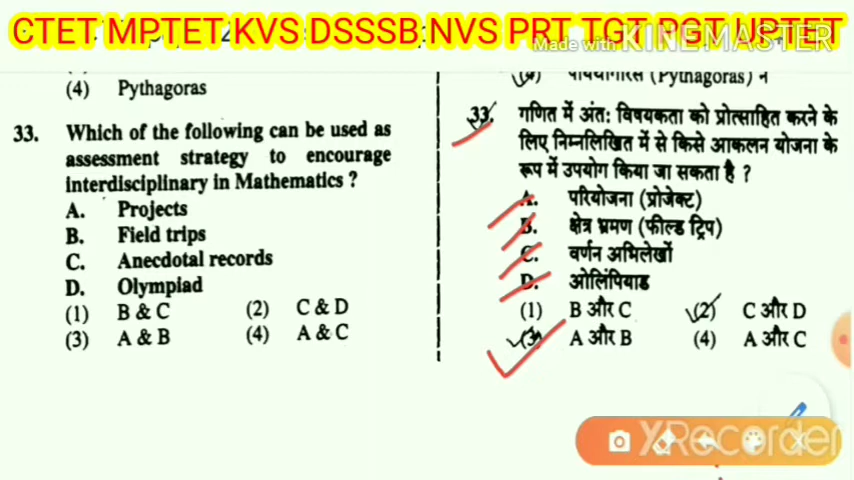 CTET MPTET KVS DSSSB NVS PRT TGT PGT UPTET
Made with KINEMASTER
(4) Pythagoras
33. Which of the following can be used as
assessment strategy to encourage
interdisciplinary in Mathematics ?
A. Projects
B. Field trips
C. Anecdotal records
D. Olympiad
(1) B & C (2) C & D
(3) A & B (4) A & C
(4) (Pythagoras) ने
33. गणित में अंत: विषयकता को प्रोत्साहित करने के
लिए निम्नलिखित में से किसे आकलन योजना के
रूप में उपयोग किया जा सकता है ?
A. परियोजना (प्रोजेक्ट)
B. क्षेत्र भ्रमण (फील्ड ट्रिप)
C. वर्णन अभिलेखों
D. ओलिंपियाड
(1) B और C (2) C और D
(3) A और B (4) A और C
XRecorder